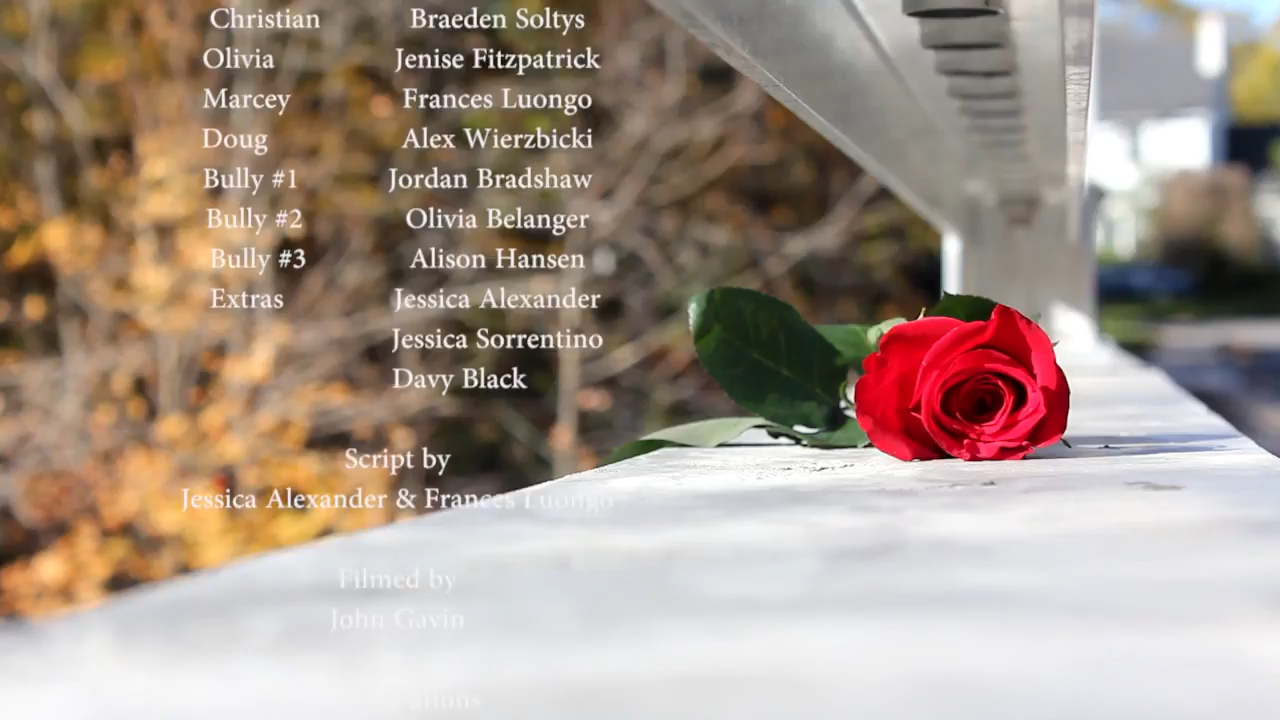 Christian Braeden Soltys
Olivia Jenise Fitzpatrick
Marcey Frances Luongo
Doug Alex Wierzbicki
Bully #1 Jordan Bradshaw
Bully #2 Olivia Belanger
Bully #3 Alison Hansen
Extras Jessica Alexander
Jessica Sorrentino
Davy Black
Script by
Jessica Alexander & Frances Luongo
Filmed by
John Gavin